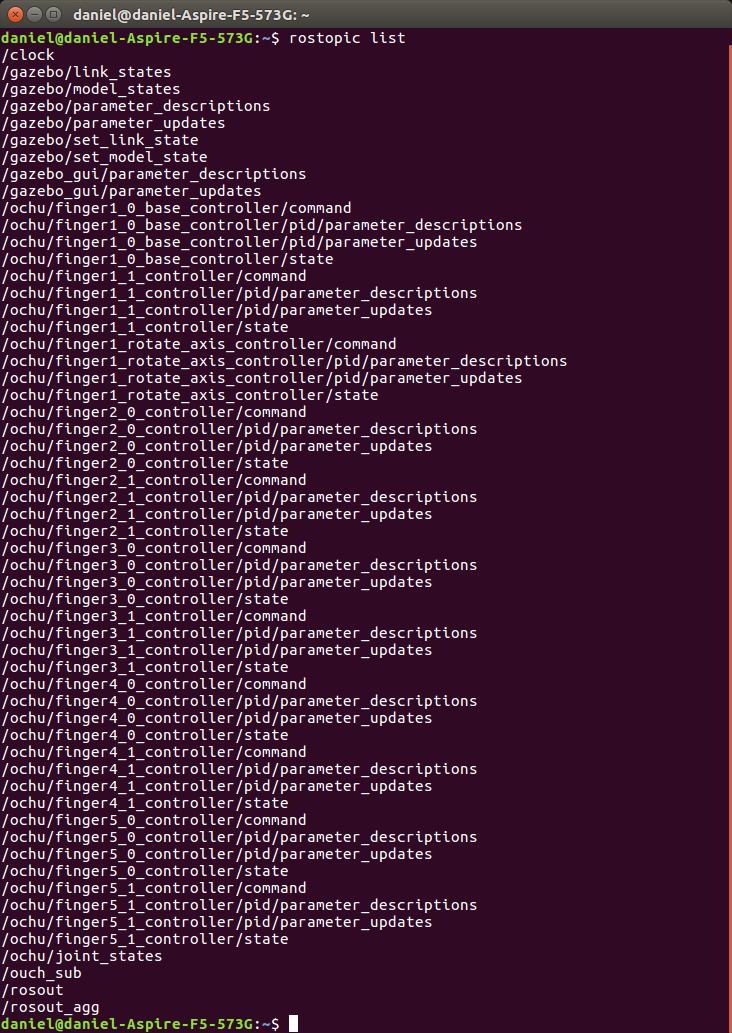 daniel@daniel-Aspire-F5-573G: ~
daniel@daniel-Aspire-F5-573G:~$ rostopic list
/clock
/gazebo/link_states
/gazebo/model_states
/gazebo/parameter_descriptions
/gazebo/parameter_updates
/gazebo/set_link_state
/gazebo/set_model_state
/gazebo_gui/parameter_descriptions
/gazebo_gui/parameter_updates
/ochu/finger1_0_base_controller/command
/ochu/finger1_0_base_controller/pid/parameter_descriptions
/ochu/finger1_0_base_controller/pid/parameter_updates
/ochu/finger1_0_base_controller/state
/ochu/finger1_1_controller/command
/ochu/finger1_1_controller/pid/parameter_descriptions
/ochu/finger1_1_controller/pid/parameter_updates
/ochu/finger1_1_controller/state
/ochu/finger1_rotate_axis_controller/command
/ochu/finger1_rotate_axis_controller/pid/parameter_descriptions
/ochu/finger1_rotate_axis_controller/pid/parameter_updates
/ochu/finger1_rotate_axis_controller/state
/ochu/finger2_0_controller/command
/ochu/finger2_0_controller/pid/parameter_descriptions
/ochu/finger2_0_controller/pid/parameter_updates
/ochu/finger2_0_controller/state
/ochu/finger2_1_controller/command
/ochu/finger2_1_controller/pid/parameter_descriptions
/ochu/finger2_1_controller/pid/parameter_updates
/ochu/finger2_1_controller/state
/ochu/finger3_0_controller/command
/ochu/finger3_0_controller/pid/parameter_descriptions
/ochu/finger3_0_controller/pid/parameter_updates
/ochu/finger3_0_controller/state
/ochu/finger3_1_controller/command
/ochu/finger3_1_controller/pid/parameter_descriptions
/ochu/finger3_1_controller/pid/parameter_updates
/ochu/finger3_1_controller/state
/ochu/finger4_0_controller/command
/ochu/finger4_0_controller/pid/parameter_descriptions
/ochu/finger4_0_controller/pid/parameter_updates
/ochu/finger4_0_controller/state
/ochu/finger4_1_controller/command
/ochu/finger4_1_controller/pid/parameter_descriptions
/ochu/finger4_1_controller/pid/parameter_updates
/ochu/finger4_1_controller/state
/ochu/finger5_0_controller/command
/ochu/finger5_0_controller/pid/parameter_descriptions
/ochu/finger5_0_controller/pid/parameter_updates
/ochu/finger5_0_controller/state
/ochu/finger5_1_controller/command
/ochu/finger5_1_controller/pid/parameter_descriptions
/ochu/finger5_1_controller/pid/parameter_updates
/ochu/finger5_1_controller/state
/ochu/joint_states
/ouch_sub
/rosout
/rosout_agg
daniel@daniel-Aspire-F5-573G:~$